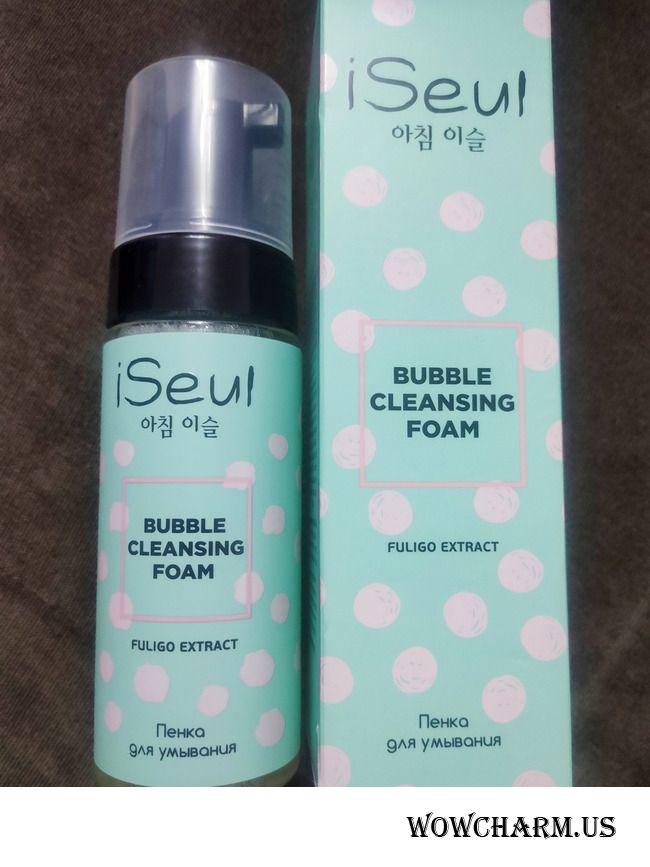 iSeul
아침 이슬
BUBBLE
CLEANSING
FOAM
FULIGO EXTRACT
Пенка
для умывания
iSeul
아침 이슬
BUBBLE
CLEANSING
FOAM
FULIGO EXTRACT
Пенка
для умывания
WOWCHARM.US